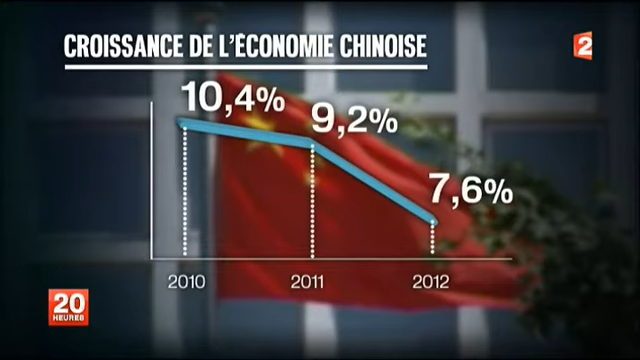 CROISSANCE DE L'ÉCONOMIE CHINOISE
2
10,4%
9,2%
7,6%
2010 2011 2012
20
HEURES